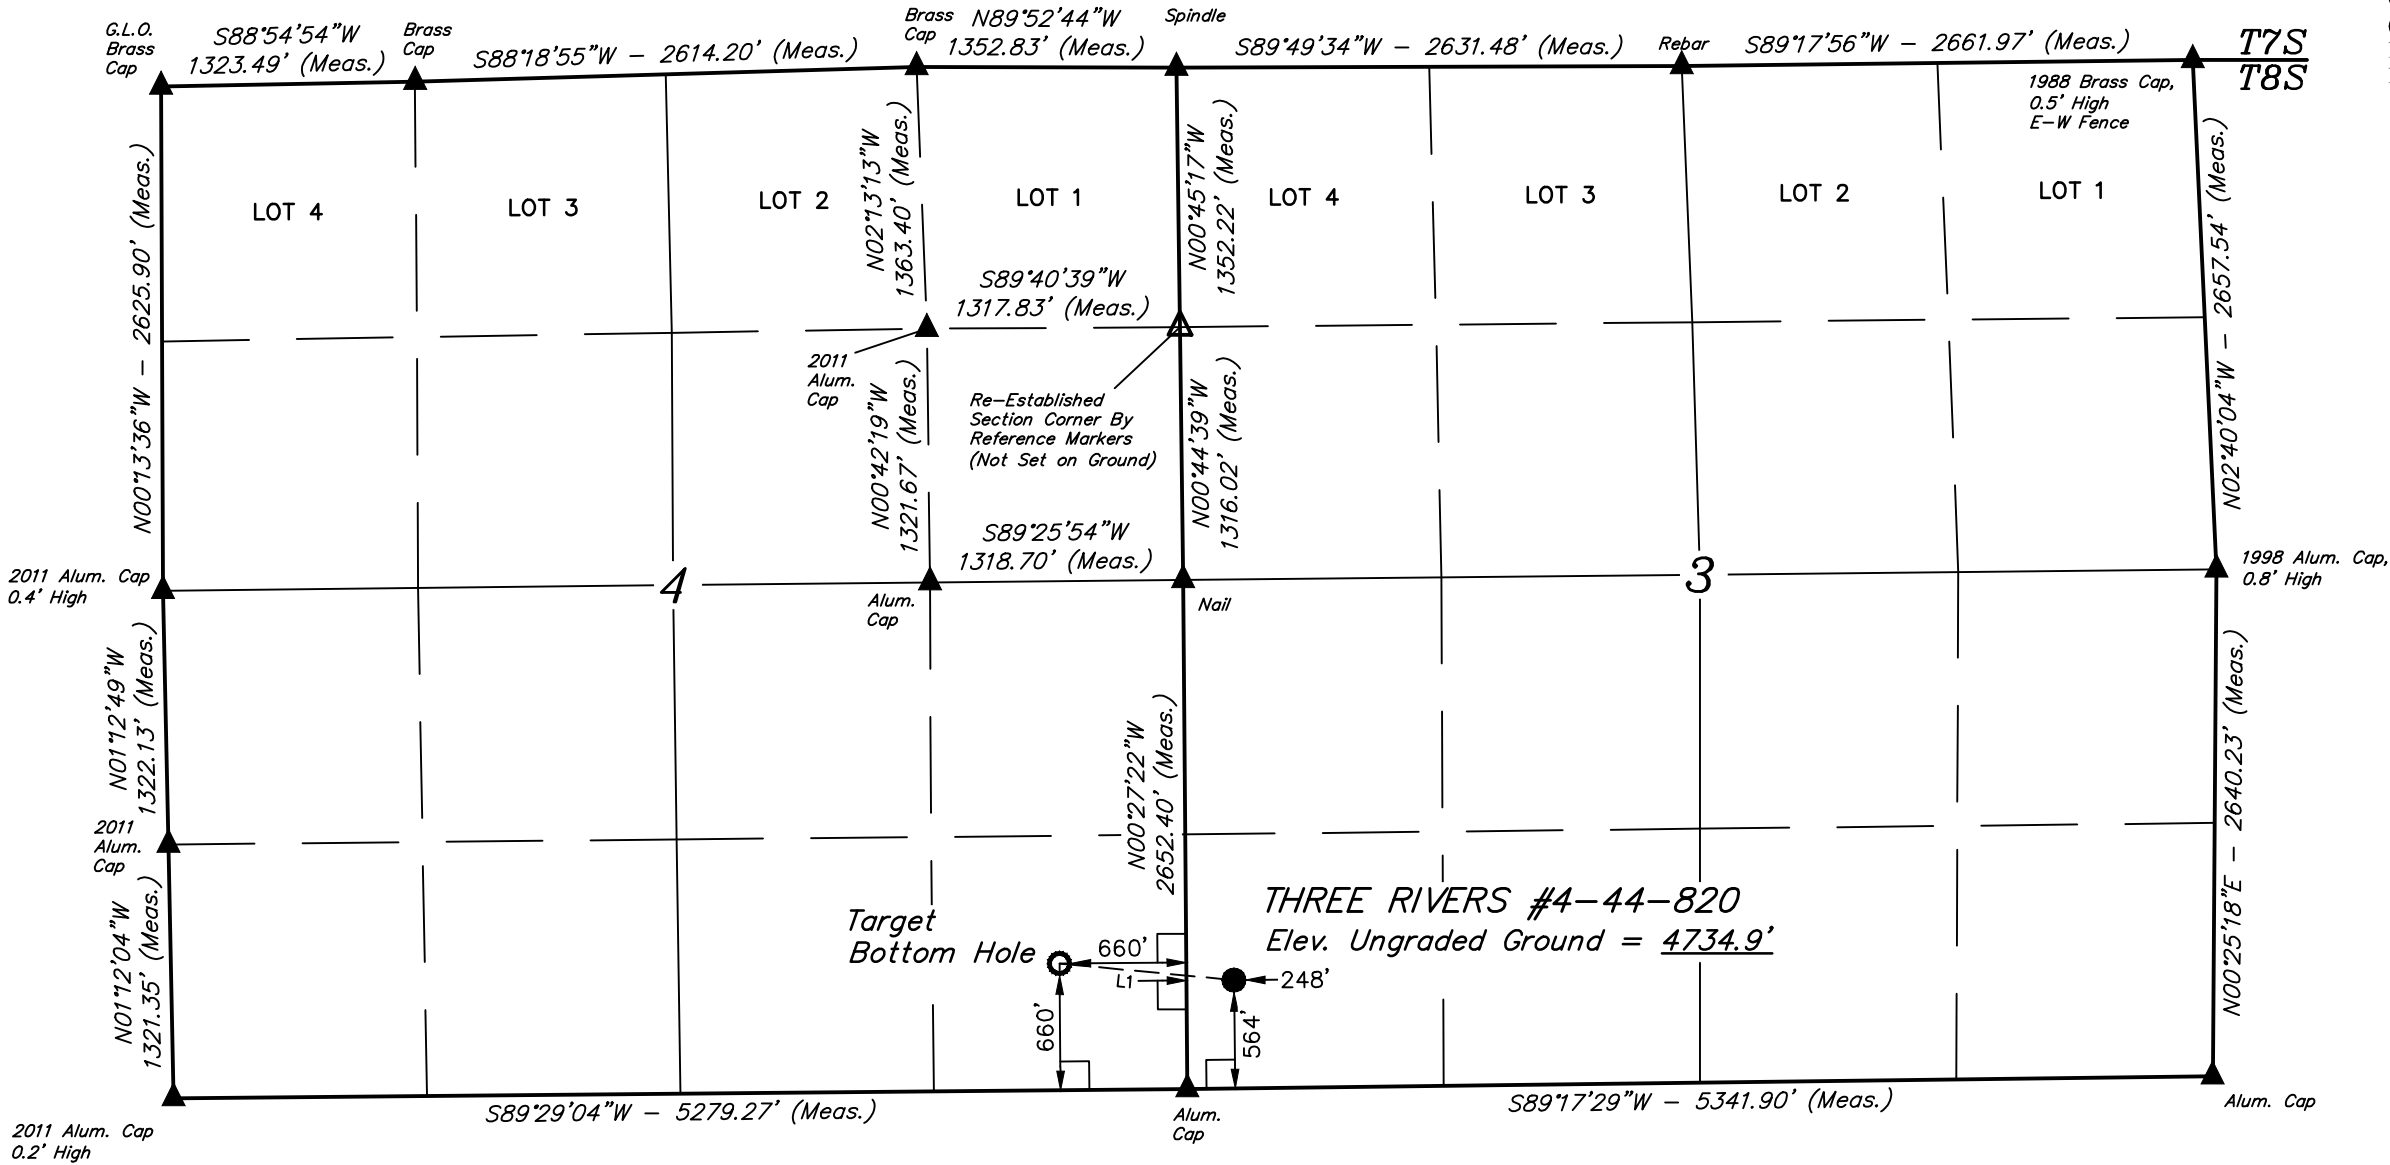 G.L.O.
Brass
Cap
S88°54'54"W
1323.49' (Meas.)
Brass
Cap
S88°18'55"W – 2614.20' (Meas.)
Brass
Cap
N89°52'44"W
1352.83' (Meas.)
Spindle
S89°49'34"W – 2631.48' (Meas.)
Rebar
S89°17'56"W – 2661.97' (Meas.)
T7S
T8S
1988 Brass Cap,
0.5' High
E–W Fence
N00°13'36"W – 2625.90' (Meas.)
LOT 4
LOT 3
LOT 2
N02°13'13"W
1363.40' (Meas.)
LOT 1
N00°45'17"W
1352.22' (Meas.)
LOT 4
LOT 3
LOT 2
LOT 1
N02°40'04"W – 2657.54' (Meas.)
S89°40'39"W
1317.83' (Meas.)
2011
Alum.
Cap
N00°42'19"W
1321.67' (Meas.)
Re–Established
Section Corner By
Reference Markers
(Not Set on Ground)
N00°44'39"W
1316.02' (Meas.)
S89°25'54"W
1318.70' (Meas.)
2011 Alum. Cap
0.4' High
4
Alum.
Cap
Nail
3
1998 Alum. Cap,
0.8' High
N01°12'49"W
1322.13' (Meas.)
N00°27'22"W
2652.40' (Meas.)
N00°25'18"E – 2640.23' (Meas.)
2011
Alum.
Cap
N01°12'04"W
1321.35' (Meas.)
Target
Bottom Hole
660'
L1
660'
THREE RIVERS #4–44–820
Elev. Ungraded Ground = 4734.9'
248'
564'
S89°29'04"W – 5279.27' (Meas.)
Alum.
Cap
S89°17'29"W – 5341.90' (Meas.)
Alum. Cap
2011 Alum. Cap
0.2' High